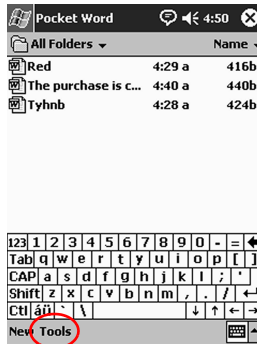 Pocket Word 4:50
All Folders Name
Red 4:29 a 416b
The purchase is c... 4:40 a 440b
Tyhnb 4:28 a 424b
123 1 2 3 4 5 6 7 8 9 0 - =
Tab q w e r t y u i o p [ ]
CAP a s d f g h j k l ; '
Shift z x c v b n m , . /
Ctl áü ` \
New Tools